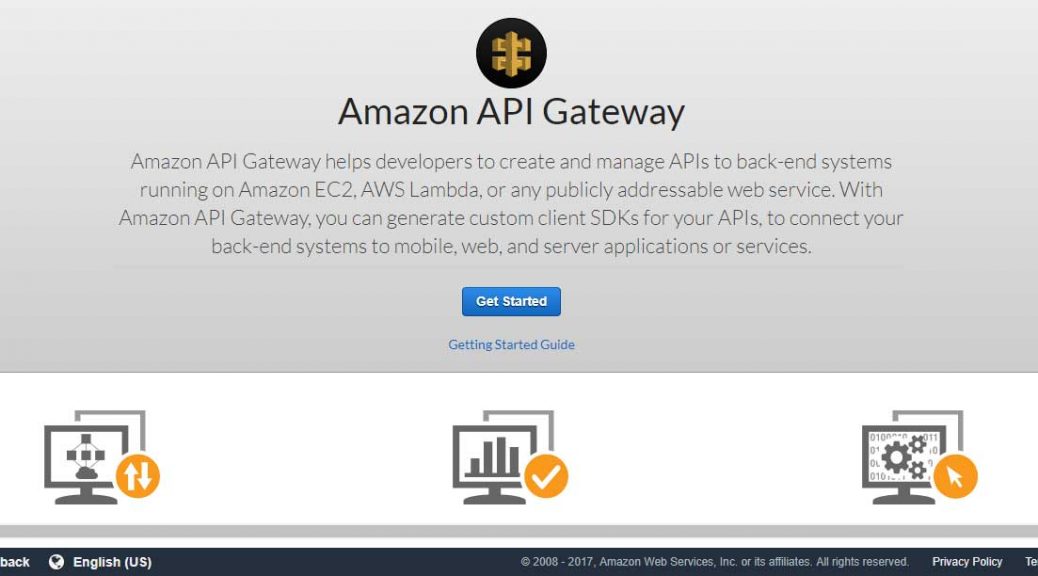 Amazon API Gateway
Amazon API Gateway helps developers to create and manage APIs to back-end systems
running on Amazon EC2, AWS Lambda, or any publicly addressable web service. With
Amazon API Gateway, you can generate custom client SDKs for your APIs, to connect your
back-end systems to mobile, web, and server applications or services.
Get Started
Getting Started Guide
back English (US) © 2008 - 2017, Amazon Web Services, Inc. or its affiliates. All rights reserved. Privacy Policy Te